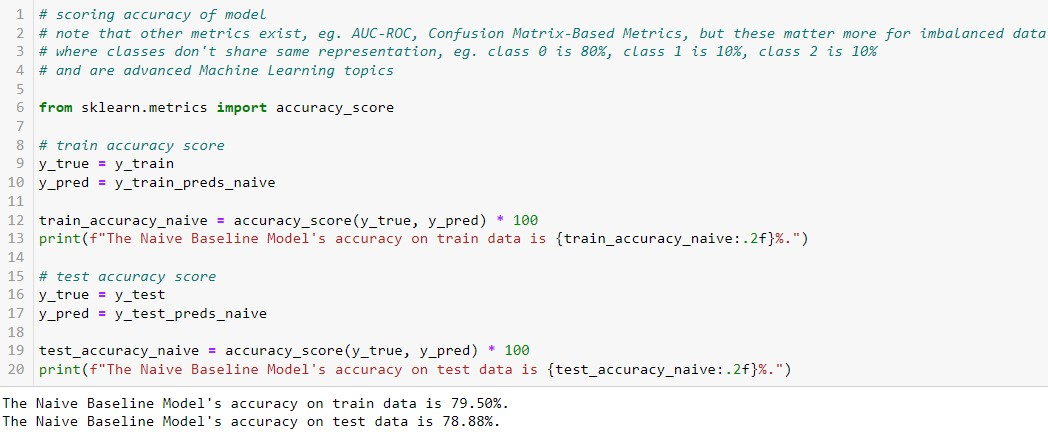 1 # scoring accuracy of model
2 # note that other metrics exist, eg. AUC-ROC, Confusion Matrix-Based Metrics, but these matter more for imbalanced data
3 # where classes don't share same representation, eg. class 0 is 80%, class 1 is 10%, class 2 is 10%
4 # and are advanced Machine Learning topics
5
6 from sklearn.metrics import accuracy_score
7
8 # train accuracy score
9 y_true = y_train
10 y_pred = y_train_preds_naive
11
12 train_accuracy_naive = accuracy_score(y_true, y_pred) * 100
13 print(f"The Naive Baseline Model's accuracy on train data is {train_accuracy_naive:.2f}%.")
14
15 # test accuracy score
16 y_true = y_test
17 y_pred = y_test_preds_naive
18
19 test_accuracy_naive = accuracy_score(y_true, y_pred) * 100
20 print(f"The Naive Baseline Model's accuracy on test data is {test_accuracy_naive:.2f}%.")
The Naive Baseline Model's accuracy on train data is 79.50%.
The Naive Baseline Model's accuracy on test data is 78.88%.